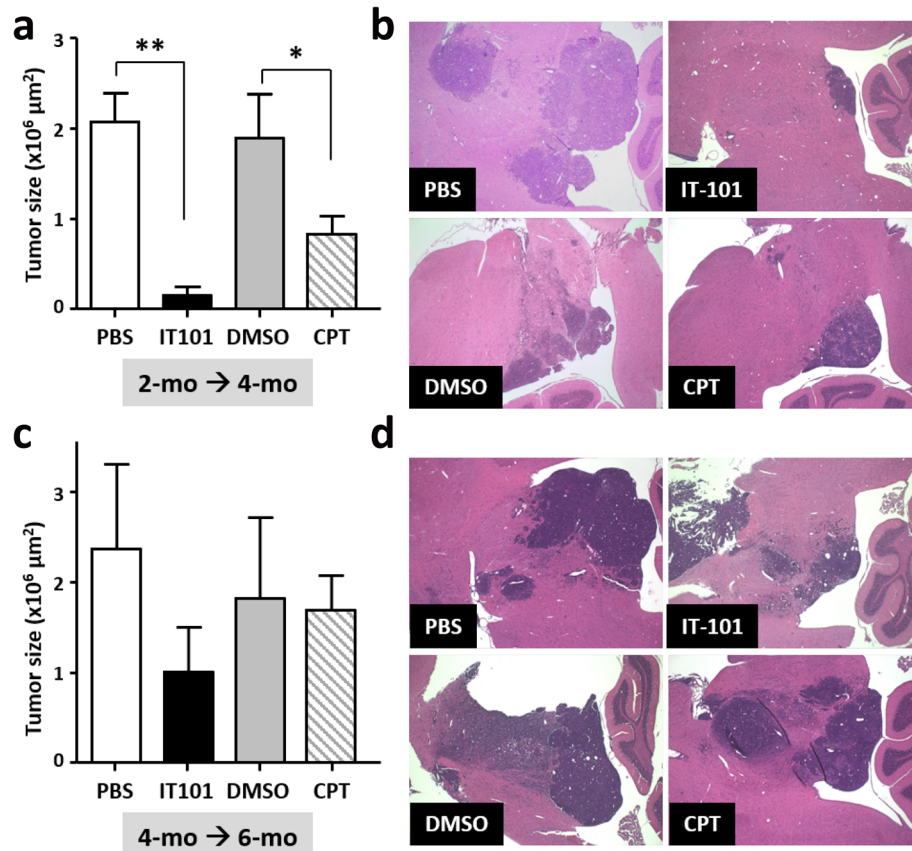 a
Tumor size (x10⁶ µm²)
3
2
1
0
**
*
PBS IT101 DMSO CPT
2-mo → 4-mo
b
PBS
IT-101
DMSO
CPT
c
Tumor size (x10⁶ µm²)
3
2
1
0
PBS IT101 DMSO CPT
4-mo → 6-mo
d
PBS
IT-101
DMSO
CPT